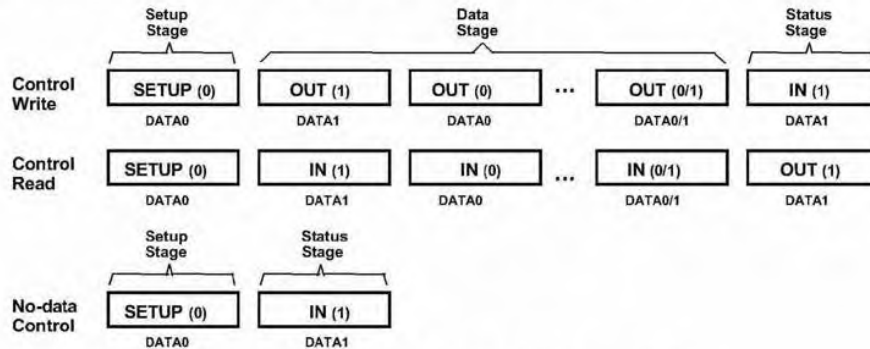 Setup Stage
Data Stage
Status Stage
Control Write
SETUP (0)
OUT (1)
OUT (0)
...
OUT (0/1)
IN (1)
DATA0
DATA1
DATA0
DATA0/1
DATA1
Control Read
SETUP (0)
IN (1)
IN (0)
...
IN (0/1)
OUT (1)
DATA0
DATA1
DATA0
DATA0/1
DATA1
Setup Stage
Status Stage
No-data Control
SETUP (0)
IN (1)
DATA0
DATA1